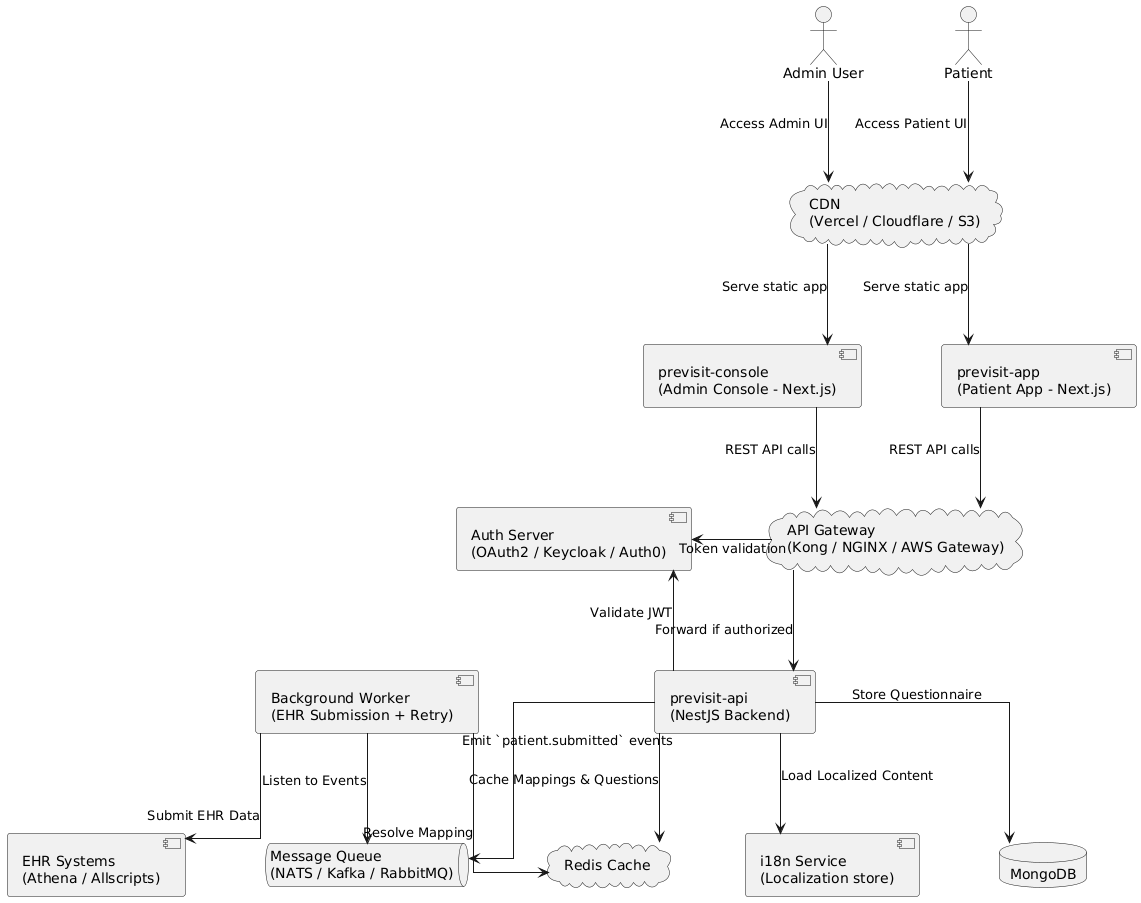 Admin User
Patient
Access Admin UI
Access Patient UI
CDN
(Vercel / Cloudflare / S3)
Serve static app
Serve static app
previsit-console
(Admin Console - Next.js)
previsit-app
(Patient App - Next.js)
REST API calls
REST API calls
Auth Server
(OAuth2 / Keycloak / Auth0)
Token validation
API Gateway
(Kong / NGINX / AWS Gateway)
Validate JWT
Forward if authorized
Background Worker
(EHR Submission + Retry)
previsit-api
(NestJS Backend)
Store Questionnaire
Emit `patient.submitted` events
Listen to Events
Cache Mappings & Questions
Load Localized Content
Submit EHR Data
Resolve Mapping
EHR Systems
(Athena / Allscripts)
Message Queue
(NATS / Kafka / RabbitMQ)
Redis Cache
i18n Service
(Localization store)
MongoDB